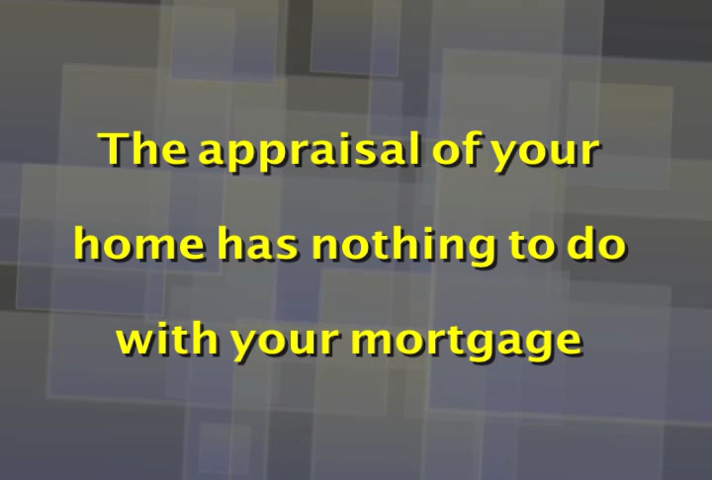 The appraisal of your
home has nothing to do
with your mortgage